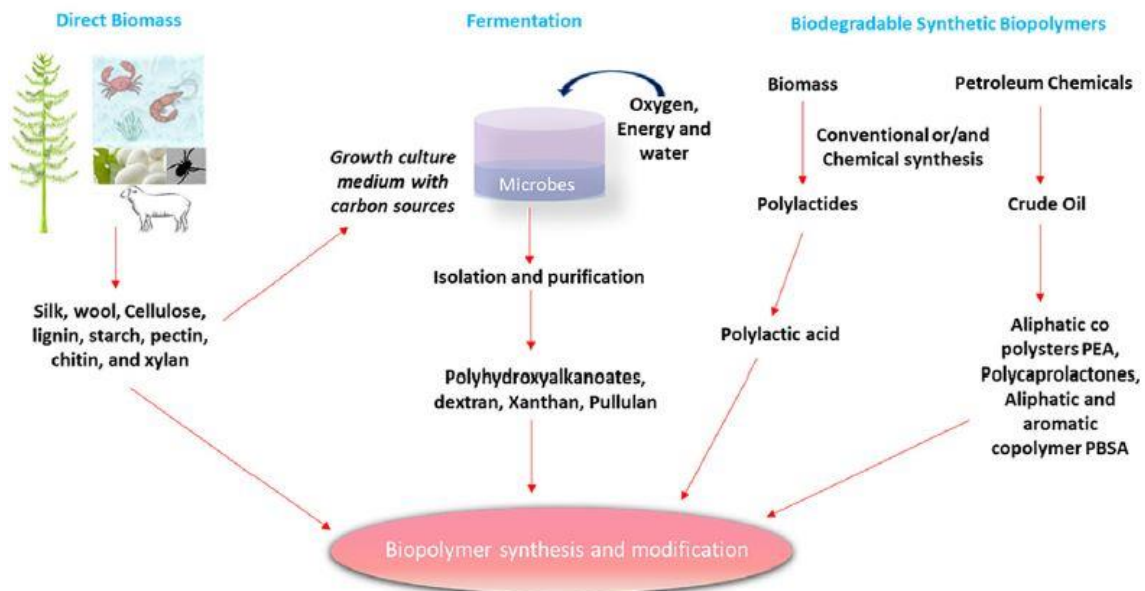 Direct Biomass
Silk, wool, Cellulose,
lignin, starch, pectin,
chitin, and xylan
Fermentation
Oxygen,
Energy and
water
Growth culture
medium with
carbon sources
Microbes
Isolation and purification
Polyhydroxyalkanoates,
dextran, Xanthan, Pullulan
Biodegradable Synthetic Biopolymers
Biomass
Petroleum Chemicals
Conventional or/and
Chemical synthesis
Polylactides
Crude Oil
Polylactic acid
Aliphatic co
polysters PEA,
Polycaprolactones,
Aliphatic and
aromatic
copolymer PBSA
Biopolymer synthesis and modification